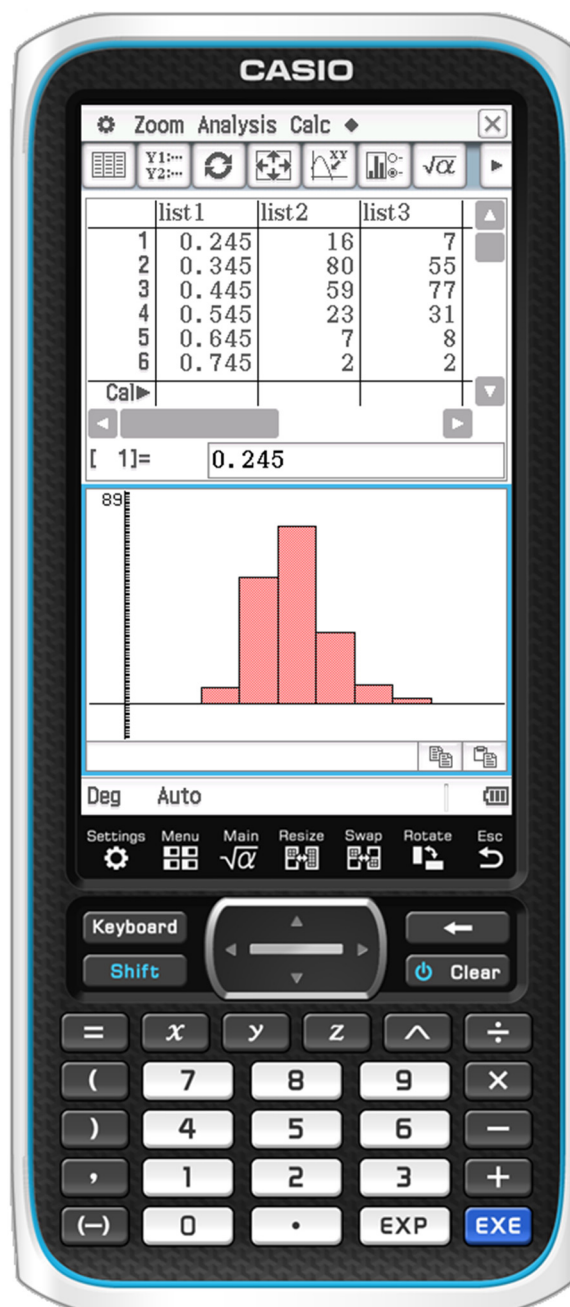 CASIO
Zoom Analysis Calc
Y1:··· Y2:··· XY √α
list1 list2 list3
1 0.245 16 7
2 0.345 80 55
3 0.445 59 77
4 0.545 23 31
5 0.645 7 8
6 0.745 2 2
Cal▶
[ 1]= 0.245
89
Deg Auto
Settings Menu Main Resize Swap Rotate Esc
√α
Keyboard
Shift Clear
= x y z ^ ÷
( 7 8 9 ×
) 4 5 6 −
, 1 2 3 +
(−) 0 • EXP EXE